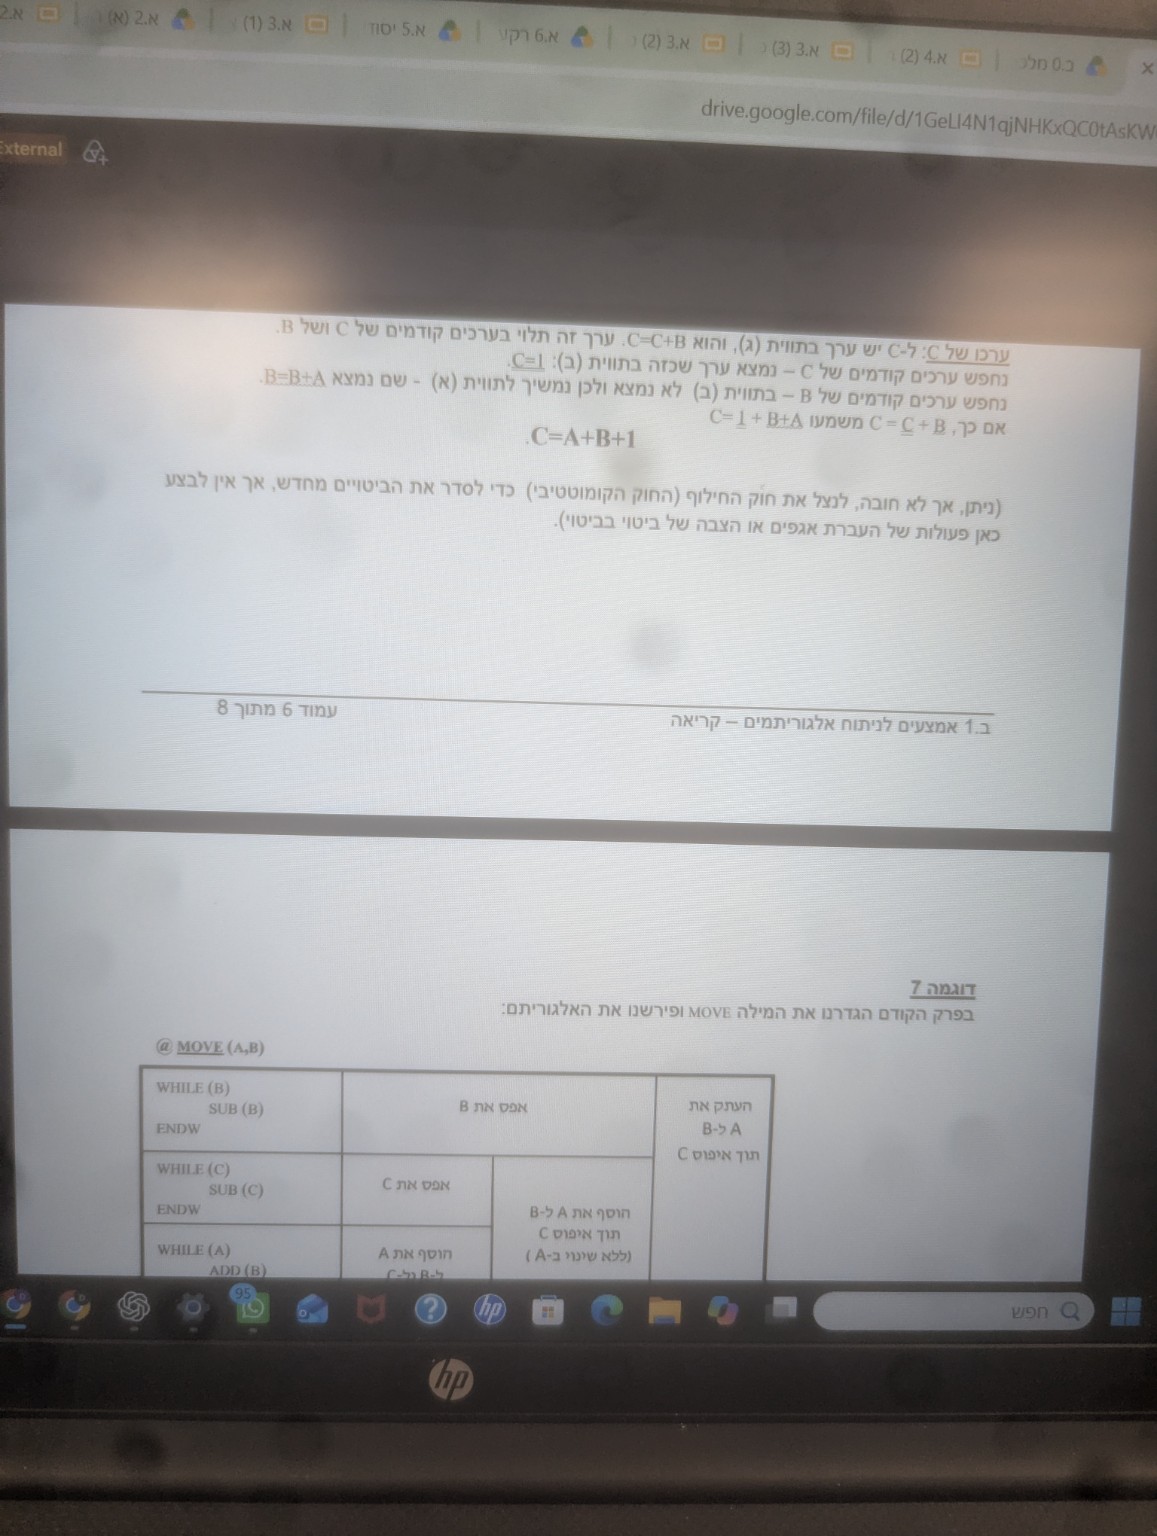 א.2
א.2 (א)
א.3 (1)
א.5 יסוד
א.6 רקע
א.3 (2)
א.3 (3)
א.4 (2)
ב.0 מלכ
drive.google.com/file/d/1GeLI4N1qjNHKxQC0tAsKW
External
ערכו של C: ל-C יש ערך בתווית (ג), והוא C=C+B. ערך זה תלוי בערכים קודמים של C ושל B.
נחפש ערכים קודמים של C – נמצא ערך שכזה בתווית (ב): C=1.
נחפש ערכים קודמים של B – בתווית (ב) לא נמצא ולכן נמשיך לתווית (א) - שם נמצא B=B+A.
אם כך, C = C + B משמעו C=1 + B+A
C=A+B+1.
(ניתן, אך לא חובה, לנצל את חוק החילוף (החוק הקומוטטיבי) כדי לסדר את הביטויים מחדש, אך אין לבצע
כאן פעולות של העברת אגפים או הצבה של ביטוי בביטוי).
ב.1 אמצעים לניתוח אלגוריתמים – קריאה
עמוד 6 מתוך 8
דוגמה 7
בפרק הקודם הגדרנו את המילה MOVE ופירשנו את האלגוריתם:
@ MOVE (A,B)
WHILE (B)
SUB (B)
ENDW
אפס את B
העתק את
A ל-B
תוך איפוס C
WHILE (C)
SUB (C)
ENDW
אפס את C
הוסף את A ל-B
תוך איפוס C
(ללא שינוי ב-A)
WHILE (A)
ADD (B)
הוסף את A
ל-B ול-C
95
חפש
hp